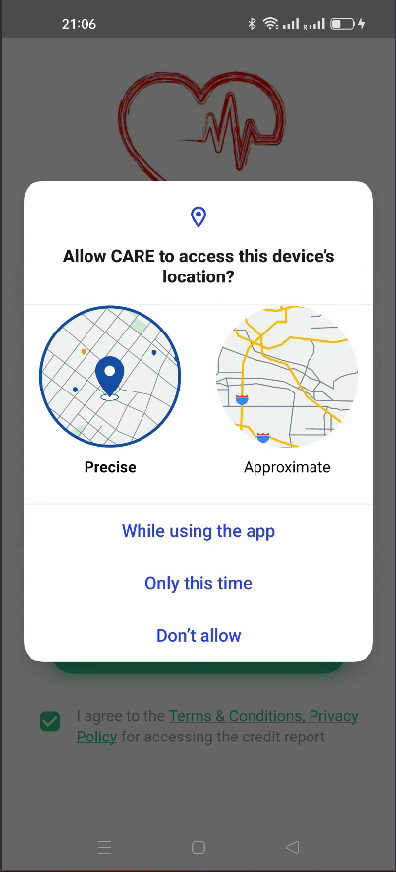 21:06
Allow CARE to access this device's
location?
Precise
Approximate
While using the app
Only this time
Don't allow
I agree to the Terms & Conditions, Privacy
Policy for accessing the credit report